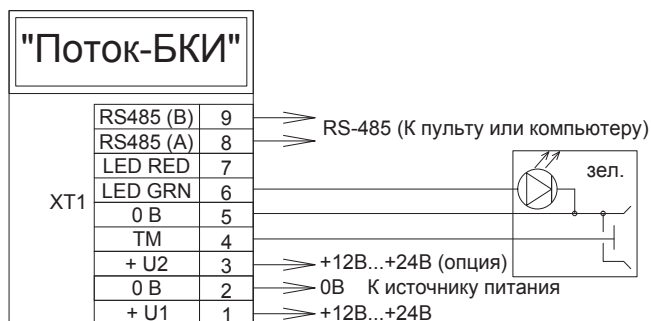 "Поток-БКИ"
RS485 (B) 9
RS485 (A) 8
RS-485 (К пульту или компьютеру)
LED RED 7
зел.
LED GRN 6
XT1
0 В 5
TM 4
+ U2 3 +12В...+24В (опция)
0 В 2 0В К источнику питания
+ U1 1 +12В...+24В